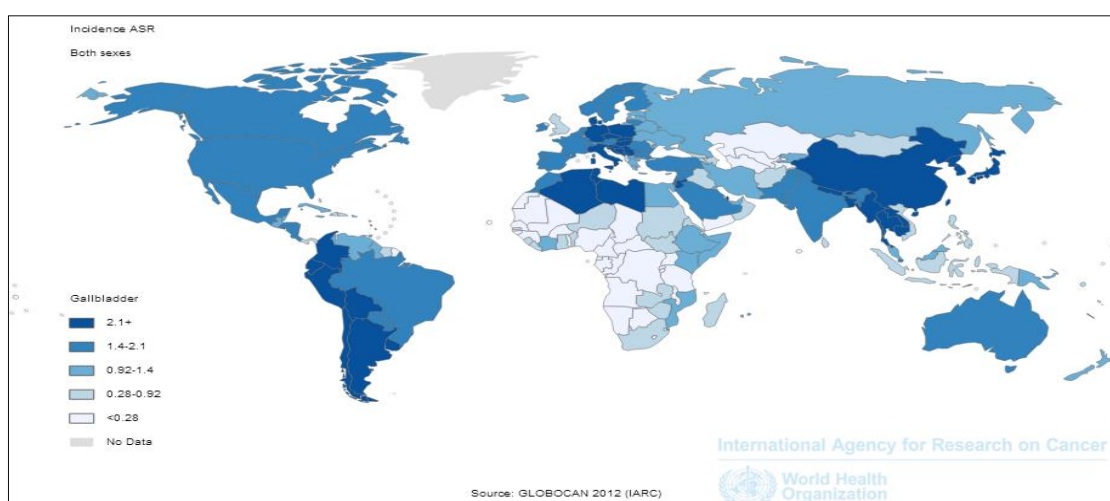 Incidence ASR
Both sexes
Gallbladder
2.1+
1.4-2.1
0.92-1.4
0.28-0.92
<0.28
No Data
International Agency for Research on Cancer
World Health
Organization
Source: GLOBOCAN 2012 (IARC)